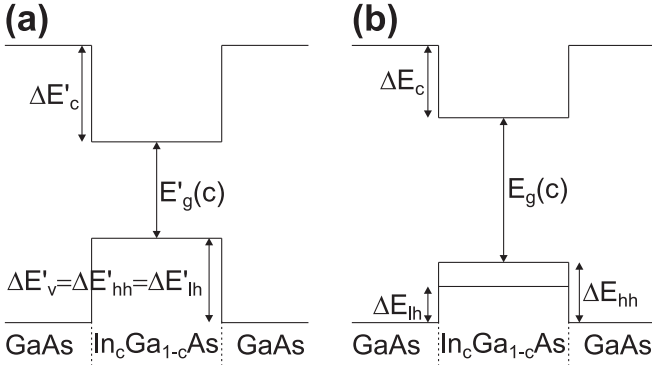 (a)
ΔE'c
E'g(c)
ΔE'v=ΔE'hh=ΔE'lh
GaAs IncGa1-cAs GaAs
(b)
ΔEc
Eg(c)
ΔElh
ΔEhh
GaAs IncGa1-cAs GaAs